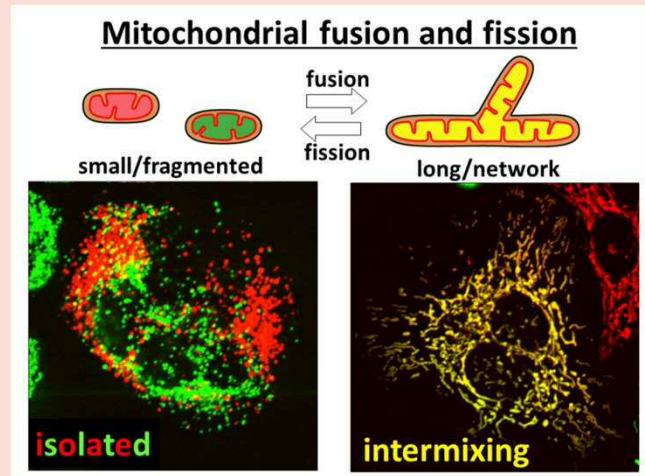 Mitochondrial fusion and fission
fusion
fission
small/fragmented
long/network
isolated
intermixing